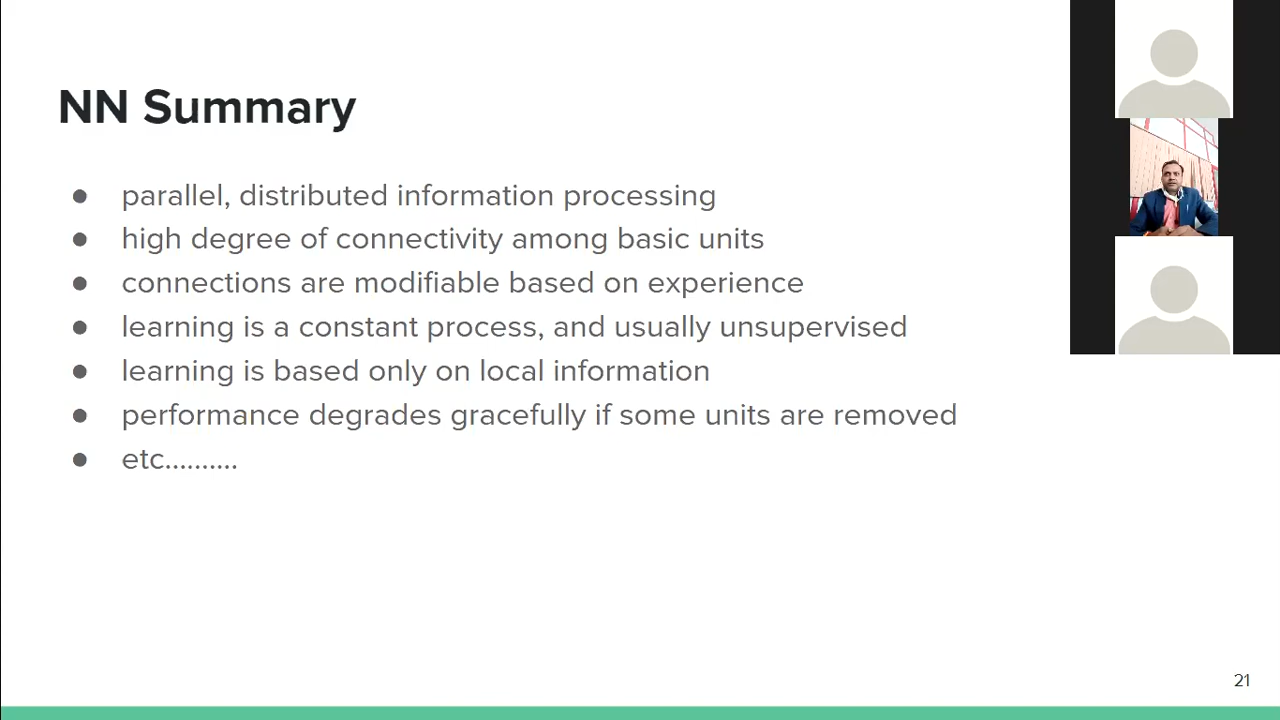 NN Summary
● parallel, distributed information processing
● high degree of connectivity among basic units
● connections are modifiable based on experience
● learning is a constant process, and usually unsupervised
● learning is based only on local information
● performance degrades gracefully if some units are removed
● etc..........
21